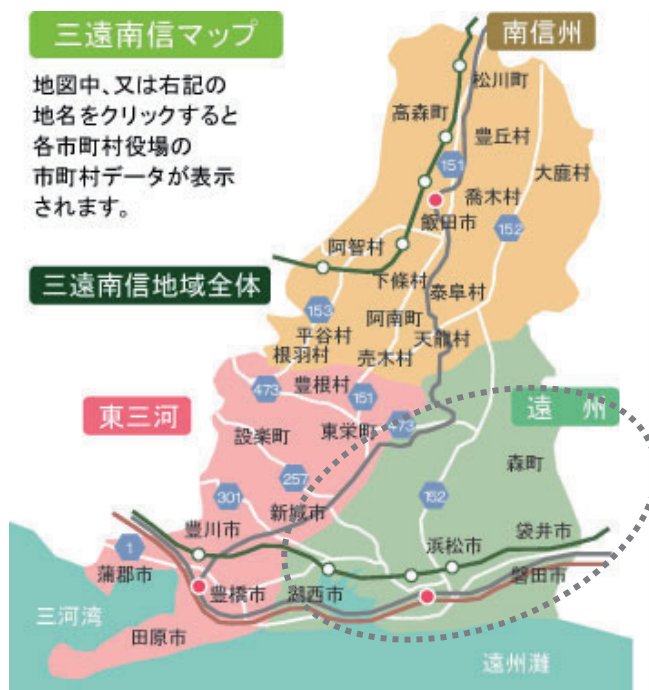 三遠南信マップ
南信州
地図中、又は右記の
地名をクリックすると
各市町村役場の
市町村データが表示
されます。
松川町
高森町
豊丘村
151
大鹿村
喬木村
飯田市
152
阿智村
三遠南信地域全体
下條村
泰阜村
153
阿南町
平谷村
天龍村
根羽村
売木村
豊根村
473
151
東三河
遠 州
設楽町
東栄町
473
森町
257
301
152
新城市
豊川市
袋井市
浜松市
1
蒲郡市
磐田市
豊橋市
湖西市
三河湾
田原市
遠州灘